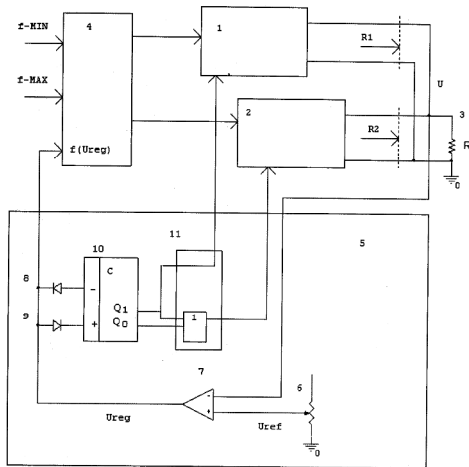 f-MIN
4
1
R1
f-MAX
U
2
R2
3
R
f(Ureg)
0
11
5
10
8
C
-
Q1
1
9
+
Q0
7
6
-
+
Ureg
Uref
0